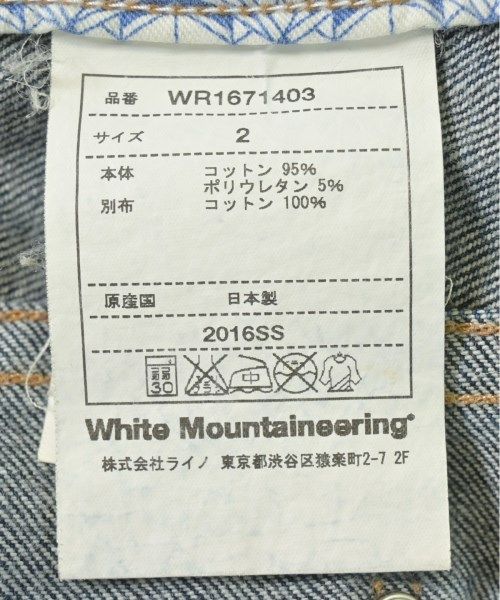 品番 WR1671403
サイズ 2
本体 コットン 95%
ポリウレタン 5%
別布 コットン 100%
原産国 日本製
2016SS
30
White Mountaineering®
株式会社ライノ 東京都渋谷区猿楽町2-7 2F